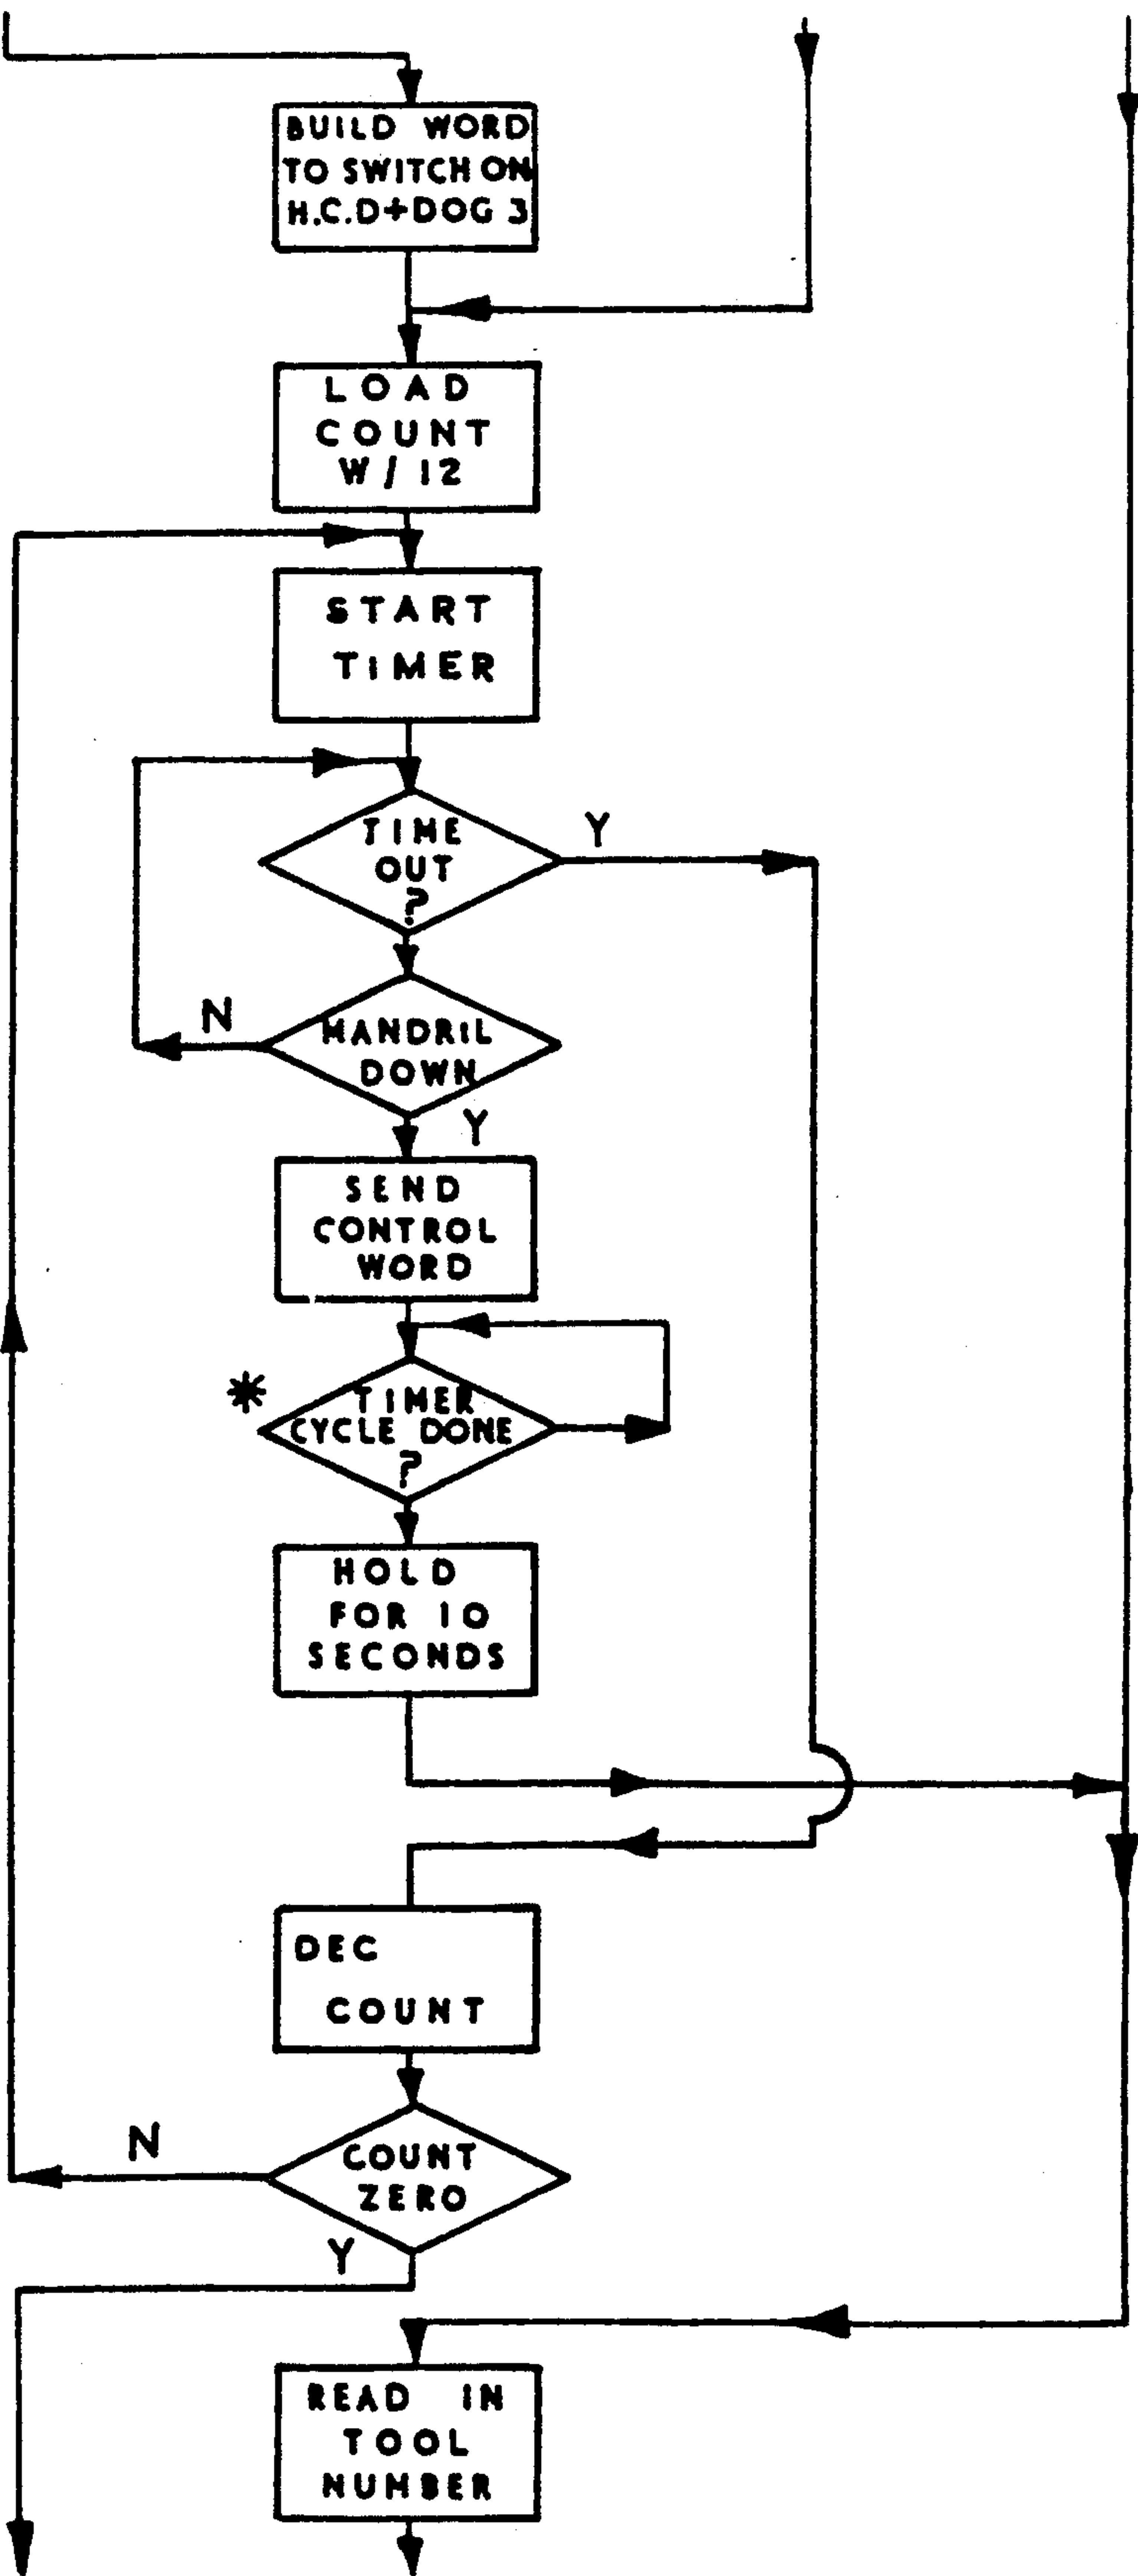 BUILD WORD
TO SWITCH ON
H.C.D+DOG 3
LOAD
COUNT
W/12
START
TIMER
TIME
OUT
?
Y
MANDRIL
DOWN
N
Y
SEND
CONTROL
WORD
*
TIMER
CYCLE DONE
?
HOLD
FOR 10
SECONDS
DEC
COUNT
COUNT
ZERO
N
Y
READ IN
TOOL
NUMBER